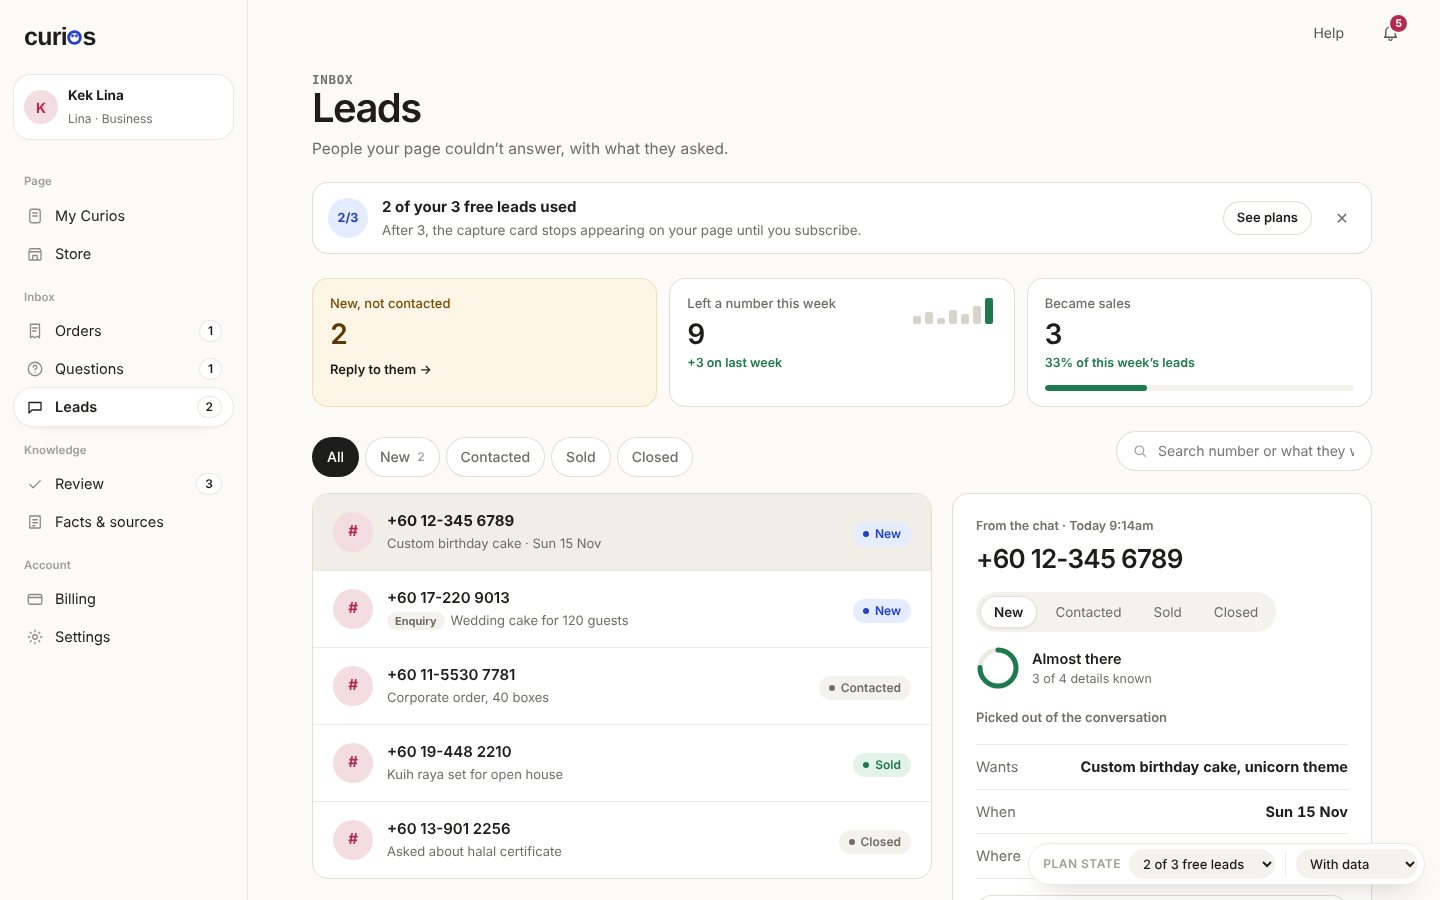 curios
Kek Lina
K
Lina · Business
Page
My Curios
Store
Inbox
Orders 1
Questions 1
Leads 2
Knowledge
Review 3
Facts & sources
Account
Billing
Settings
Help
5
INBOX
Leads
People your page couldn’t answer, with what they asked.
2/3
2 of your 3 free leads used
After 3, the capture card stops appearing on your page until you subscribe.
See plans
New, not contacted
2
Reply to them →
Left a number this week
9
+3 on last week
Became sales
3
33% of this week’s leads
All
New 2
Contacted
Sold
Closed
Search number or what they
#
+60 12-345 6789
Custom birthday cake · Sun 15 Nov
New
#
+60 17-220 9013
Enquiry Wedding cake for 120 guests
New
#
+60 11-5530 7781
Corporate order, 40 boxes
Contacted
#
+60 19-448 2210
Kuih raya set for open house
Sold
#
+60 13-901 2256
Asked about halal certificate
Closed
From the chat · Today 9:14am
+60 12-345 6789
New Contacted Sold Closed
Almost there
3 of 4 details known
Picked out of the conversation
Wants Custom birthday cake, unicorn theme
When Sun 15 Nov
Where
PLAN STATE 2 of 3 free leads With data